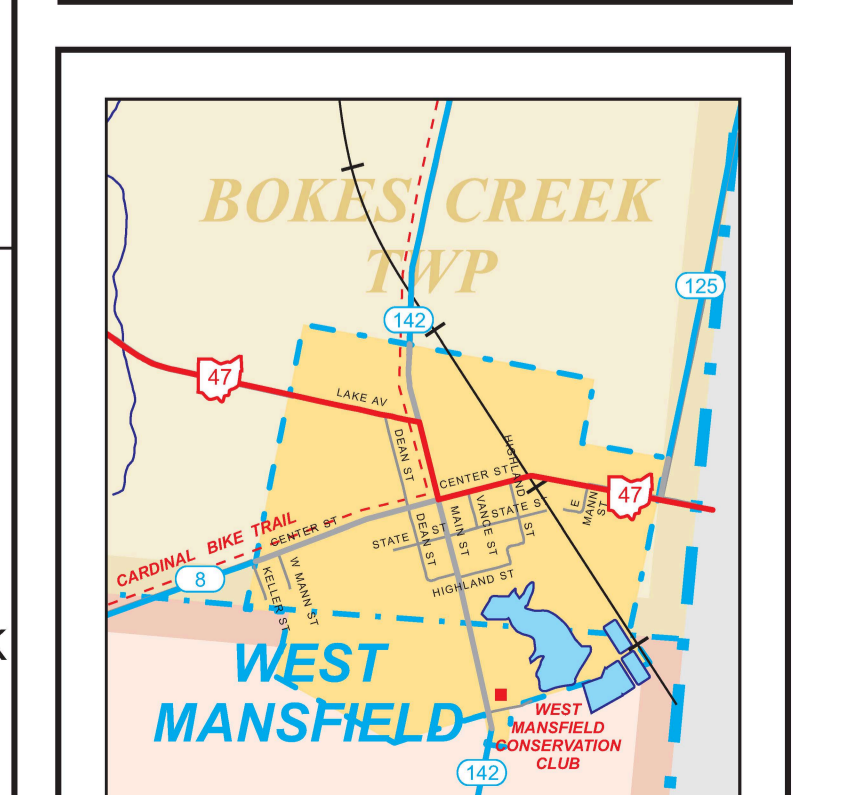 BOKES CREEK
TWP
125
142
47
LAKE AV
DEAN ST
HIGHLAND
ST
CENTER ST
47
E
MANN
ST
VANCE ST
STATE ST
MAIN ST
DEAN ST
STATE ST
CENTER ST
CARDINAL BIKE TRAIL
8
W MANN ST
KELLER ST
HIGHLAND ST
WEST
MANSFIELD
WEST
MANSFIELD
CONSERVATION
CLUB
142
K